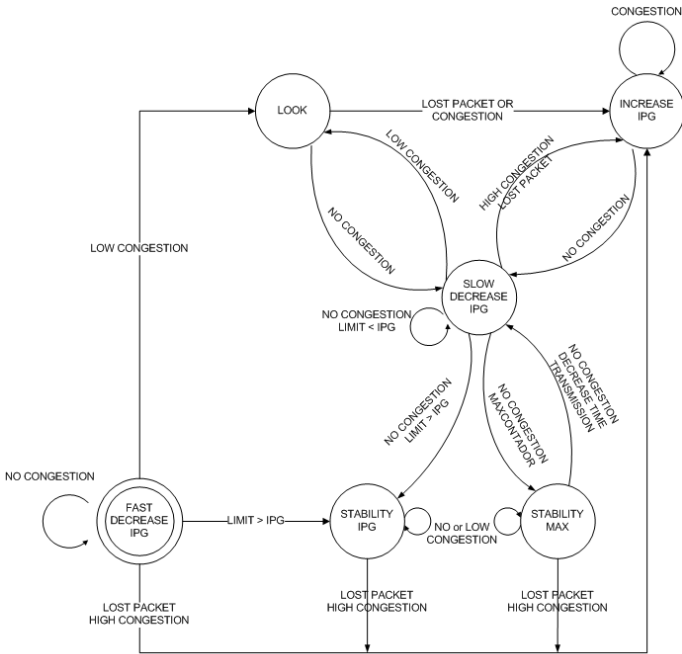 CONGESTION
LOOK
LOST PACKET OR
CONGESTION
INCREASE
IPG
LOW CONGESTION
NO CONGESTION
HIGH CONGESTION
LOST PACKET
NO CONGESTION
LOW CONGESTION
SLOW
DECREASE
IPG
NO CONGESTION
LIMIT < IPG
NO CONGESTION
LIMIT > IPG
NO CONGESTION
MAXCONTADOR
NO CONGESTION
DECREASE TIME
TRANSMISSION
NO CONGESTION
FAST
DECREASE
IPG
LIMIT > IPG
STABILITY
IPG
NO or LOW
CONGESTION
STABILITY
MAX
LOST PACKET
HIGH CONGESTION
LOST PACKET
HIGH CONGESTION
LOST PACKET
HIGH CONGESTION